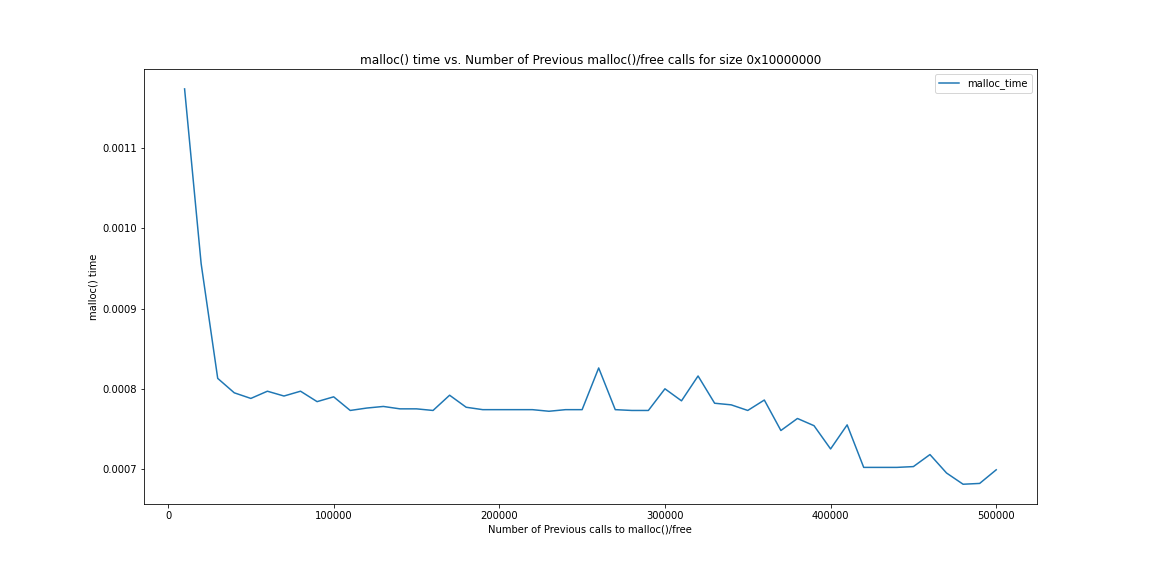 malloc() time vs. Number of Previous malloc()/free calls for size 0x10000000
malloc_time
0.0011
0.0010
0.0009
0.0008
0.0007
malloc() time
0
100000
200000
300000
400000
500000
Number of Previous calls to malloc()/free